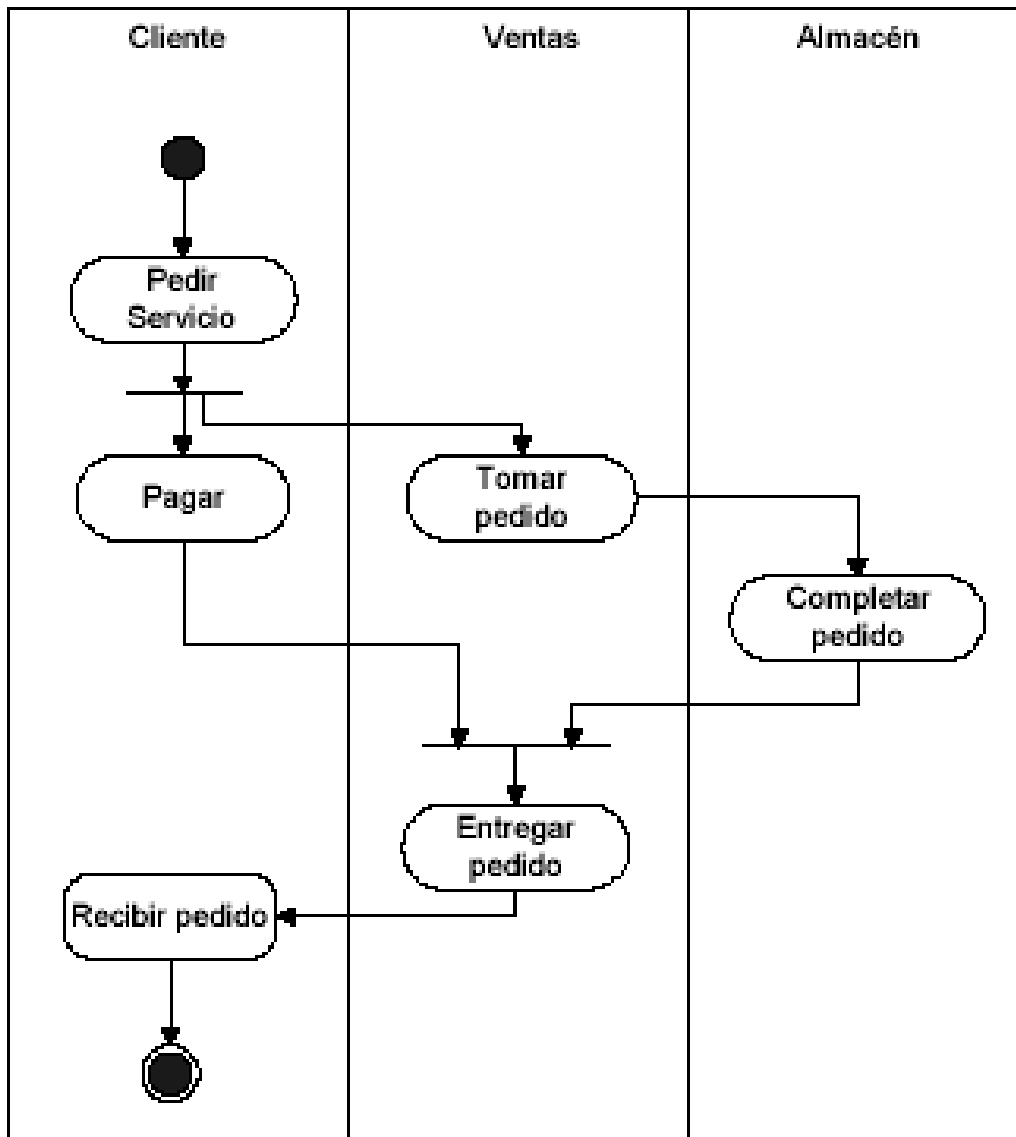 Cliente
Ventas
Almacén
Pedir
Servicio
Pagar
Tomar
pedido
Completar
pedido
Entregar
pedido
Recibir pedido